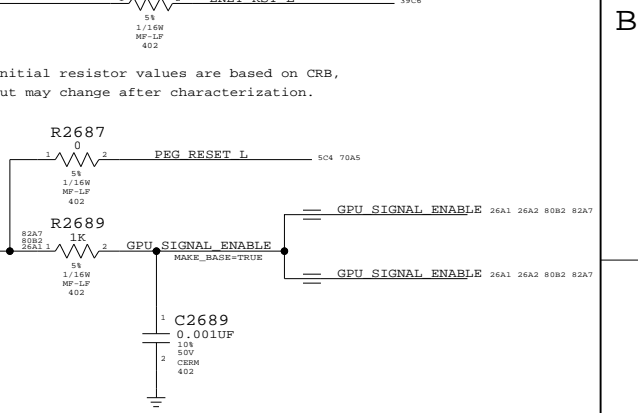 5%
1/16W
MF-LF
402
39C6
B
nitial resistor values are based on CRB,
ut may change after characterization.
R2687
0
1 2 PEG_RESET_L 5C4 70A5
5%
1/16W
MF-LF
402
GPU_SIGNAL_ENABLE 26A1 26A2 80B2 82A7
R2689
82A7
80B2
26A1
1K
1 2 GPU_SIGNAL_ENABLE
MAKE_BASE=TRUE
5%
1/16W
MF-LF
402
GPU_SIGNAL_ENABLE 26A1 26A2 80B2 82A7
1
C2689
0.001UF
10%
50V
2
CERM
402